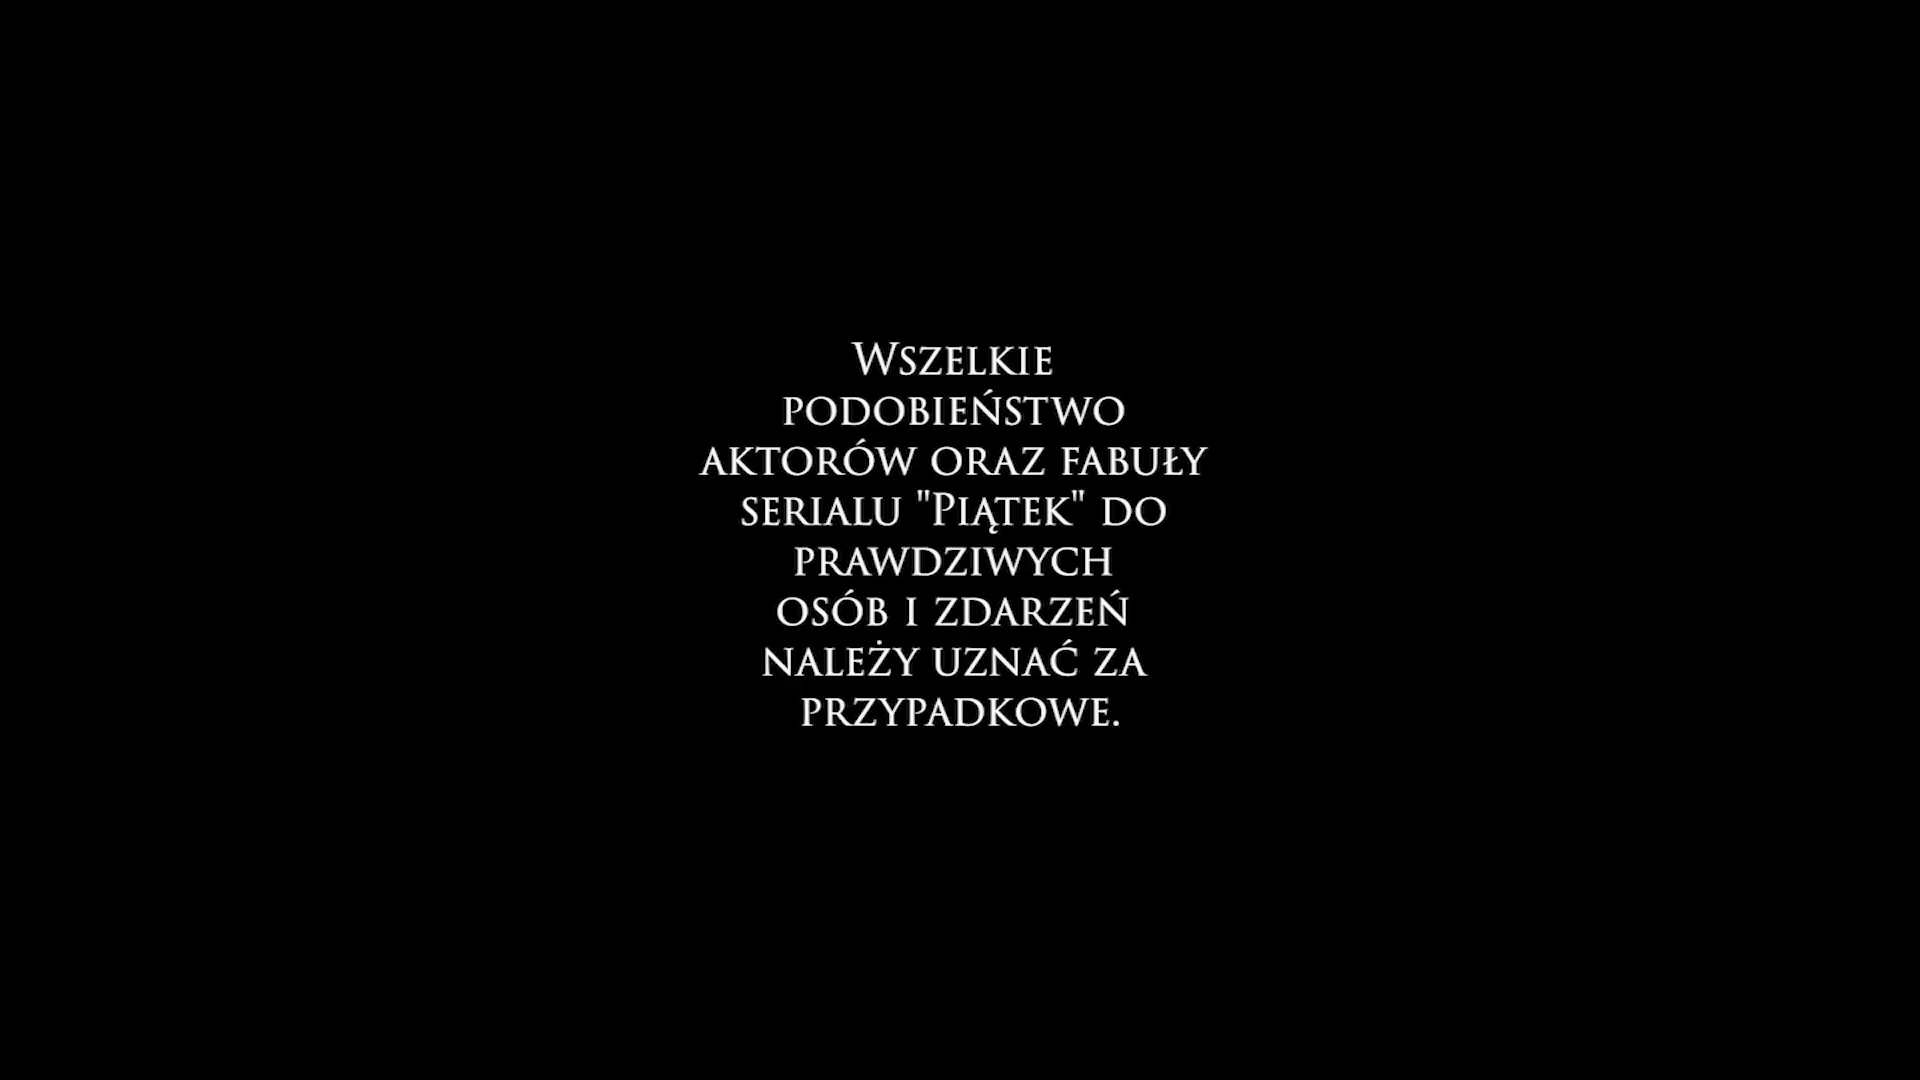 Wszelkie
podobieństwo
aktorów oraz fabuły
serialu "Piątek" do
prawdziwych
osób i zdarzeń
należy uznać za
przypadkowe.